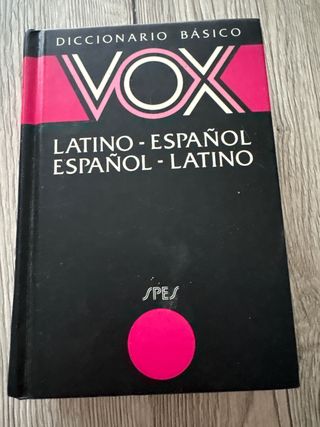 DICCIONARIO BÁSICO
VOX
LATINO - ESPAÑOL
ESPAÑOL - LATINO
SPES